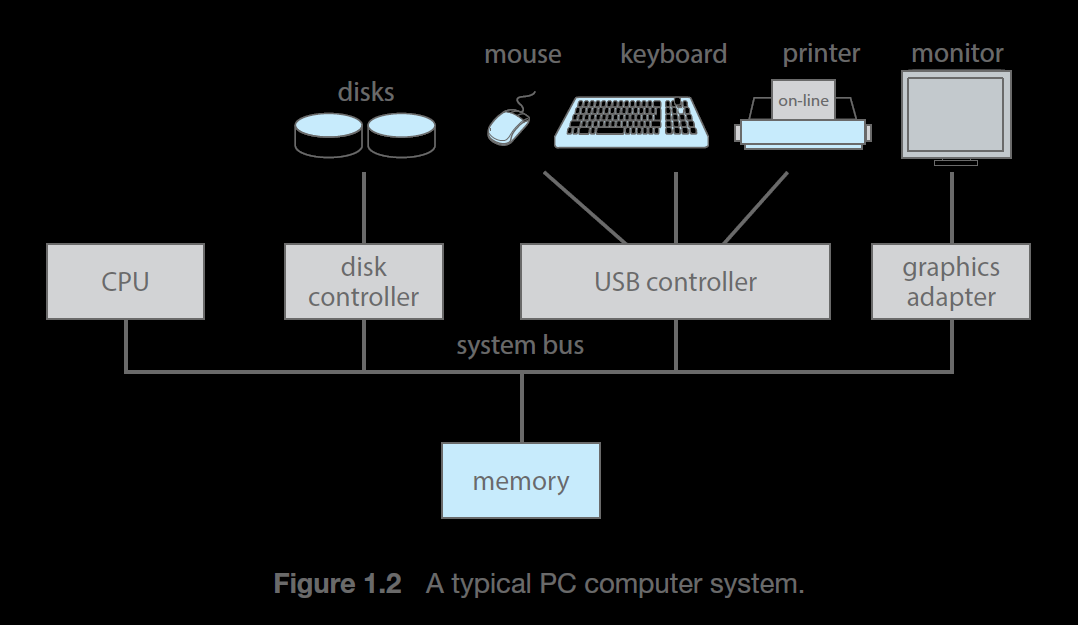 mouse
keyboard
printer
monitor
disks
on-line
CPU
disk
controller
USB controller
graphics
adapter
system bus
memory
Figure 1.2 A typical PC computer system.